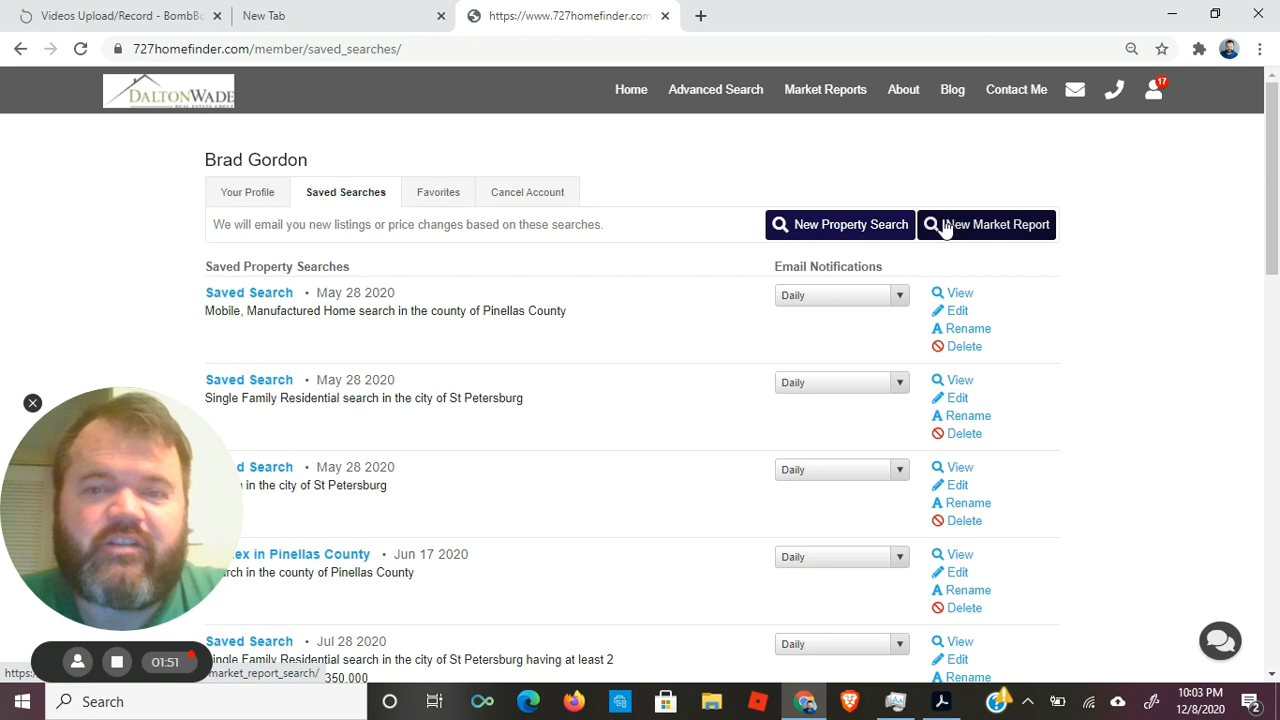 Videos Upload/Record - BombBo
New Tab
https://www.727homefinder.com
727homefinder.com/member/saved_searches/
DALTONWADE
REAL ESTATE GROUP
Home
Advanced Search
Market Reports
About
Blog
Contact Me
17
Brad Gordon
Your Profile
Saved Searches
Favorites
Cancel Account
We will email you new listings or price changes based on these searches.
New Property Search
New Market Report
Saved Property Searches
Email Notifications
Saved Search • May 28 2020
Daily
View
Mobile, Manufactured Home search in the county of Pinellas County
Edit
Rename
Delete
Saved Search • May 28 2020
Daily
View
Single Family Residential search in the city of St Petersburg
Edit
Rename
Delete
d Search • May 28 2020
Daily
View
in the city of St Petersburg
Edit
Rename
Delete
ex in Pinellas County • Jun 17 2020
Daily
View
rch in the county of Pinellas County
Edit
Rename
Delete
Saved Search • Jul 28 2020
Daily
View
ingle Family Residential search in the city of St Petersburg having at least 2
Edit
350,000
Rename
01:51
https:
market_report_search/
Search
10:03 PM
12/8/2020
2